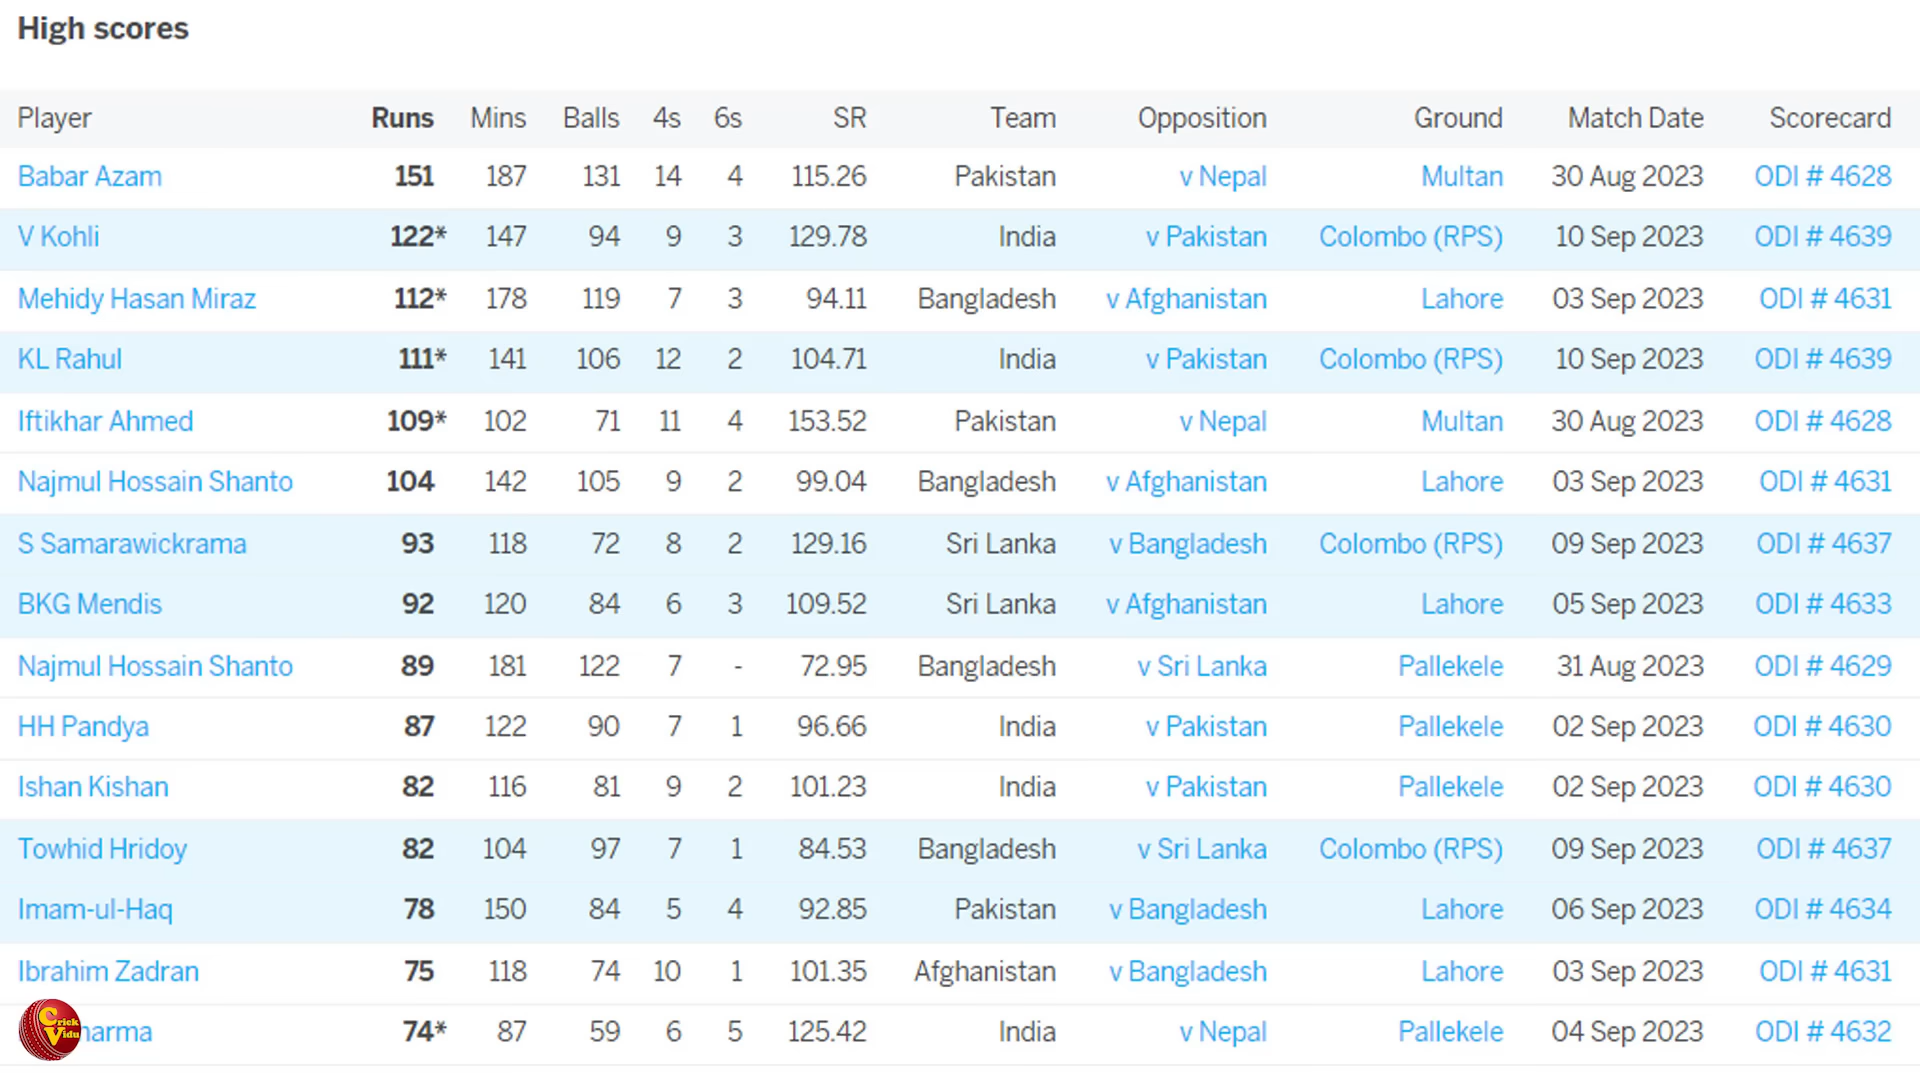 High scores
Player Runs Mins Balls 4s 6s SR Team Opposition Ground Match Date Scorecard
Babar Azam 151 187 131 14 4 115.26 Pakistan v Nepal Multan 30 Aug 2023 ODI # 4628
V Kohli 122* 147 94 9 3 129.78 India v Pakistan Colombo (RPS) 10 Sep 2023 ODI # 4639
Mehidy Hasan Miraz 112* 178 119 7 3 94.11 Bangladesh v Afghanistan Lahore 03 Sep 2023 ODI # 4631
KL Rahul 111* 141 106 12 2 104.71 India v Pakistan Colombo (RPS) 10 Sep 2023 ODI # 4639
Iftikhar Ahmed 109* 102 71 11 4 153.52 Pakistan v Nepal Multan 30 Aug 2023 ODI # 4628
Najmul Hossain Shanto 104 142 105 9 2 99.04 Bangladesh v Afghanistan Lahore 03 Sep 2023 ODI # 4631
S Samarawickrama 93 118 72 8 2 129.16 Sri Lanka v Bangladesh Colombo (RPS) 09 Sep 2023 ODI # 4637
BKG Mendis 92 120 84 6 3 109.52 Sri Lanka v Afghanistan Lahore 05 Sep 2023 ODI # 4633
Najmul Hossain Shanto 89 181 122 7 - 72.95 Bangladesh v Sri Lanka Pallekele 31 Aug 2023 ODI # 4629
HH Pandya 87 122 90 7 1 96.66 India v Pakistan Pallekele 02 Sep 2023 ODI # 4630
Ishan Kishan 82 116 81 9 2 101.23 India v Pakistan Pallekele 02 Sep 2023 ODI # 4630
Towhid Hridoy 82 104 97 7 1 84.53 Bangladesh v Sri Lanka Colombo (RPS) 09 Sep 2023 ODI # 4637
Imam-ul-Haq 78 150 84 5 4 92.85 Pakistan v Bangladesh Lahore 06 Sep 2023 ODI # 4634
Ibrahim Zadran 75 118 74 10 1 101.35 Afghanistan v Bangladesh Lahore 03 Sep 2023 ODI # 4631
74* 87 59 6 5 125.42 India v Nepal Pallekele 04 Sep 2023 ODI # 4632
Crick
Vidu